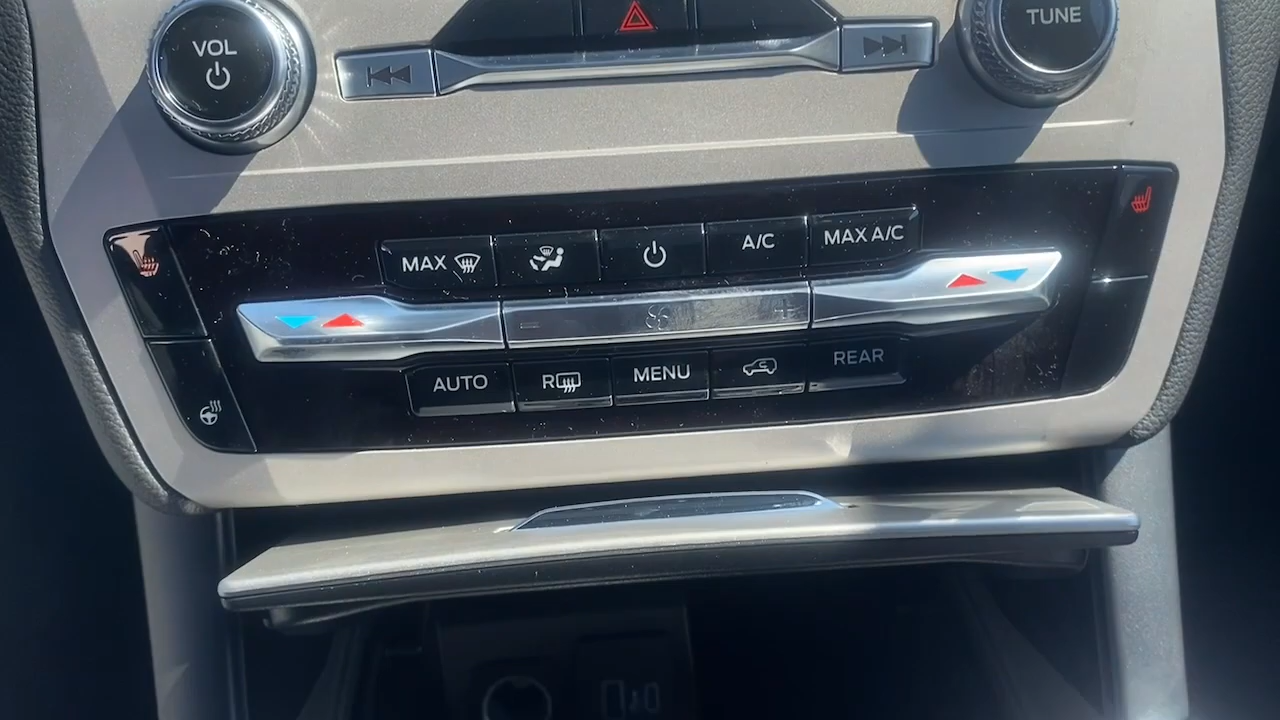 VOL
TUNE
MAX
A/C
MAX A/C
AUTO
R
MENU
REAR